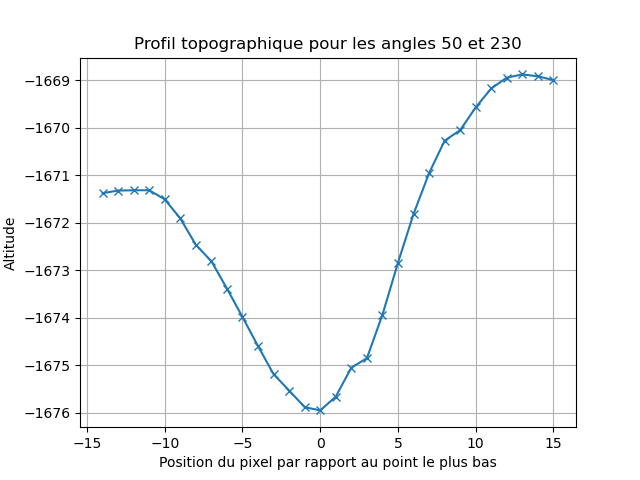 Profil topographique pour les angles 50 et 230
Altitude
−1669
−1670
−1671
−1672
−1673
−1674
−1675
−1676
−15 −10 −5 0 5 10 15
Position du pixel par rapport au point le plus bas